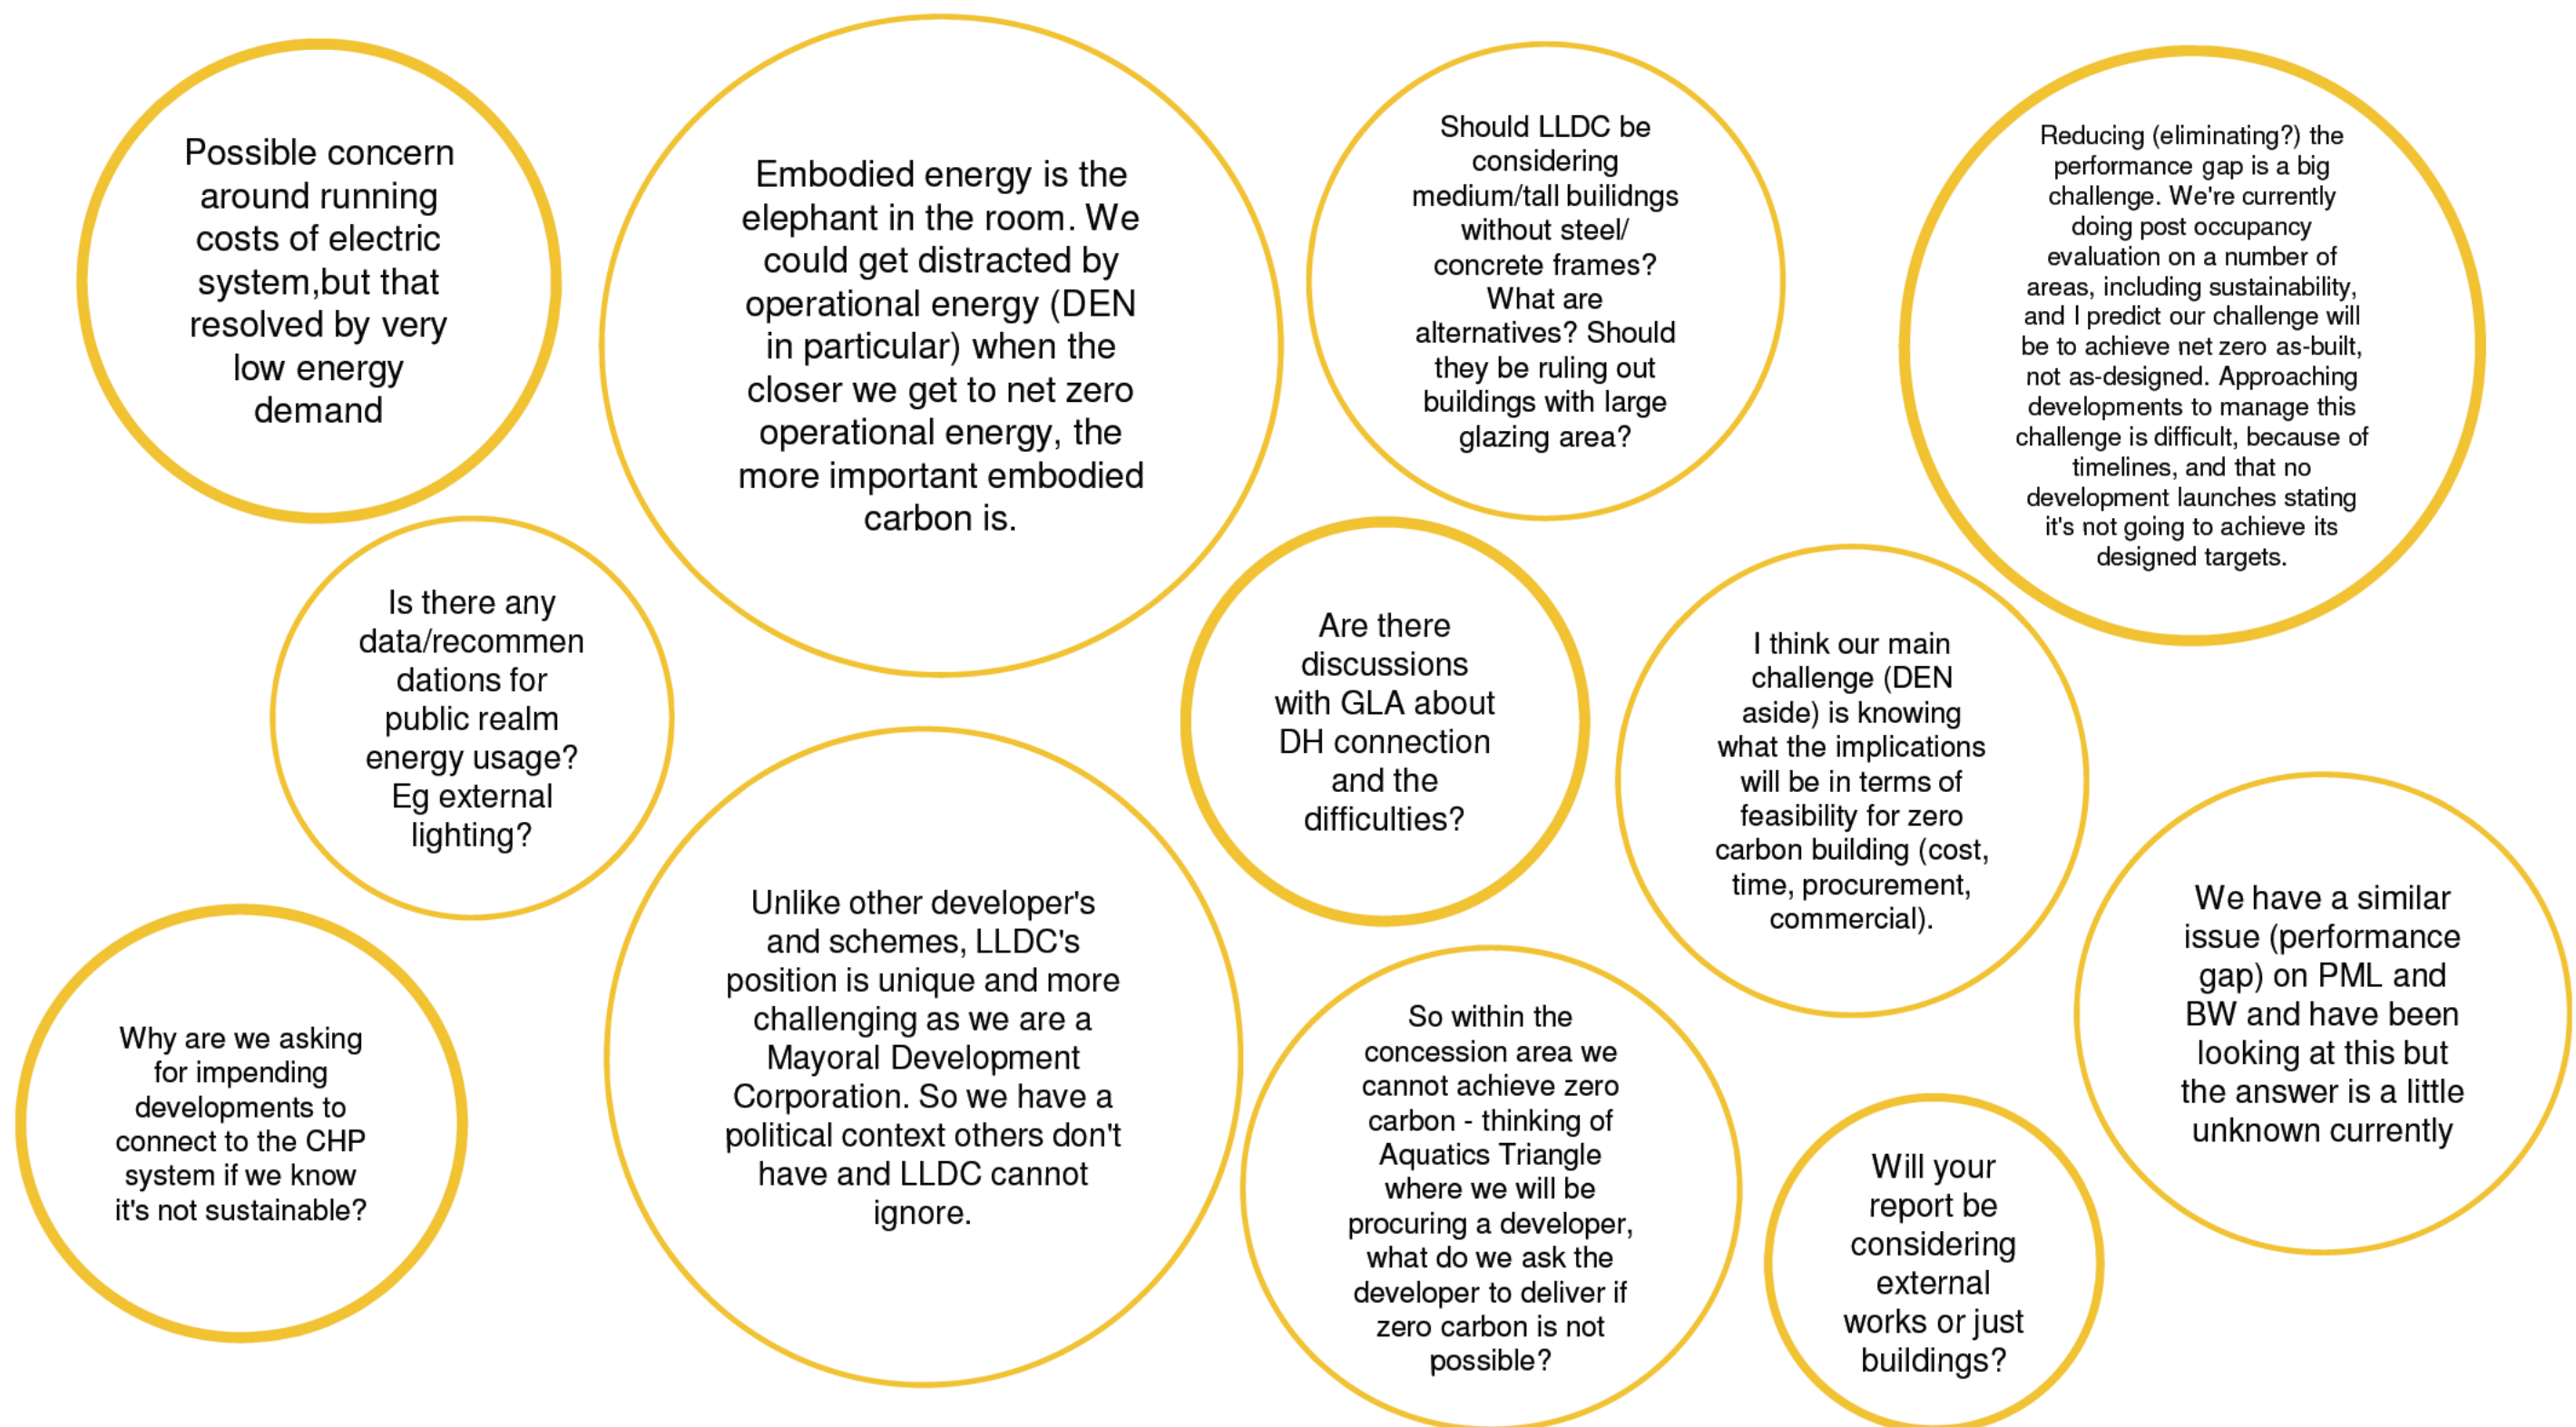 Possible concern
around running
costs of electric
system,but that
resolved by very
low energy
demand
Embodied energy is the
elephant in the room. We
could get distracted by
operational energy (DEN
in particular) when the
closer we get to net zero
operational energy, the
more important embodied
carbon is.
Should LLDC be
considering
medium/tall builidngs
without steel/
concrete frames?
What are
alternatives? Should
they be ruling out
buildings with large
glazing area?
Reducing (eliminating?) the
performance gap is a big
challenge. We're currently
doing post occupancy
evaluation on a number of
areas, including sustainability,
and I predict our challenge will
be to achieve net zero as-built,
not as-designed. Approaching
developments to manage this
challenge is difficult, because of
timelines, and that no
development launches stating
it's not going to achieve its
designed targets.
Is there any
data/recommen
dations for
public realm
energy usage?
Eg external
lighting?
Are there
discussions
with GLA about
DH connection
and the
difficulties?
I think our main
challenge (DEN
aside) is knowing
what the implications
will be in terms of
feasibility for zero
carbon building (cost,
time, procurement,
commercial).
Why are we asking
for impending
developments to
connect to the CHP
system if we know
it's not sustainable?
Unlike other developer's
and schemes, LLDC's
position is unique and more
challenging as we are a
Mayoral Development
Corporation. So we have a
political context others don't
have and LLDC cannot
ignore.
So within the
concession area we
cannot achieve zero
carbon - thinking of
Aquatics Triangle
where we will be
procuring a developer,
what do we ask the
developer to deliver if
zero carbon is not
possible?
Will your
report be
considering
external
works or just
buildings?
We have a similar
issue (performance
gap) on PML and
BW and have been
looking at this but
the answer is a little
unknown currently